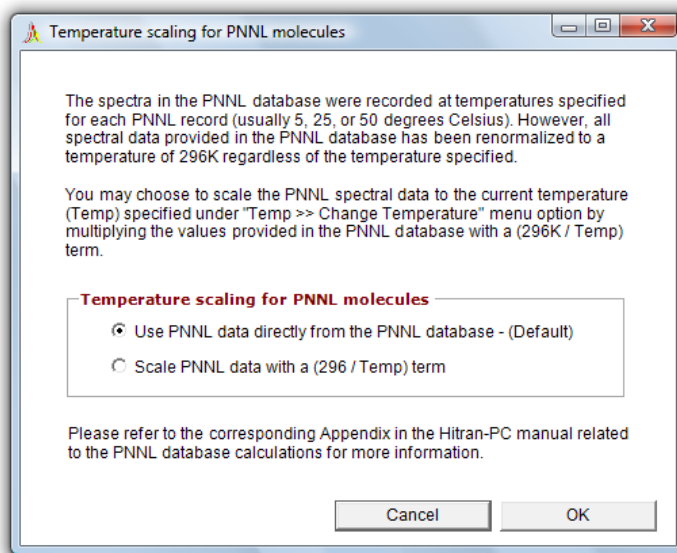 Temperature scaling for PNNL molecules
The spectra in the PNNL database were recorded at temperatures specified
for each PNNL record (usually 5, 25, or 50 degrees Celsius). However, all
spectral data provided in the PNNL database has been renormalized to a
temperature of 296K regardless of the temperature specified.
You may choose to scale the PNNL spectral data to the current temperature
(Temp) specified under "Temp >> Change Temperature" menu option by
multiplying the values provided in the PNNL database with a (296K / Temp)
term.
Temperature scaling for PNNL molecules
Use PNNL data directly from the PNNL database - (Default)
Scale PNNL data with a (296 / Temp) term
Please refer to the corresponding Appendix in the Hitran-PC manual related
to the PNNL database calculations for more information.
Cancel OK